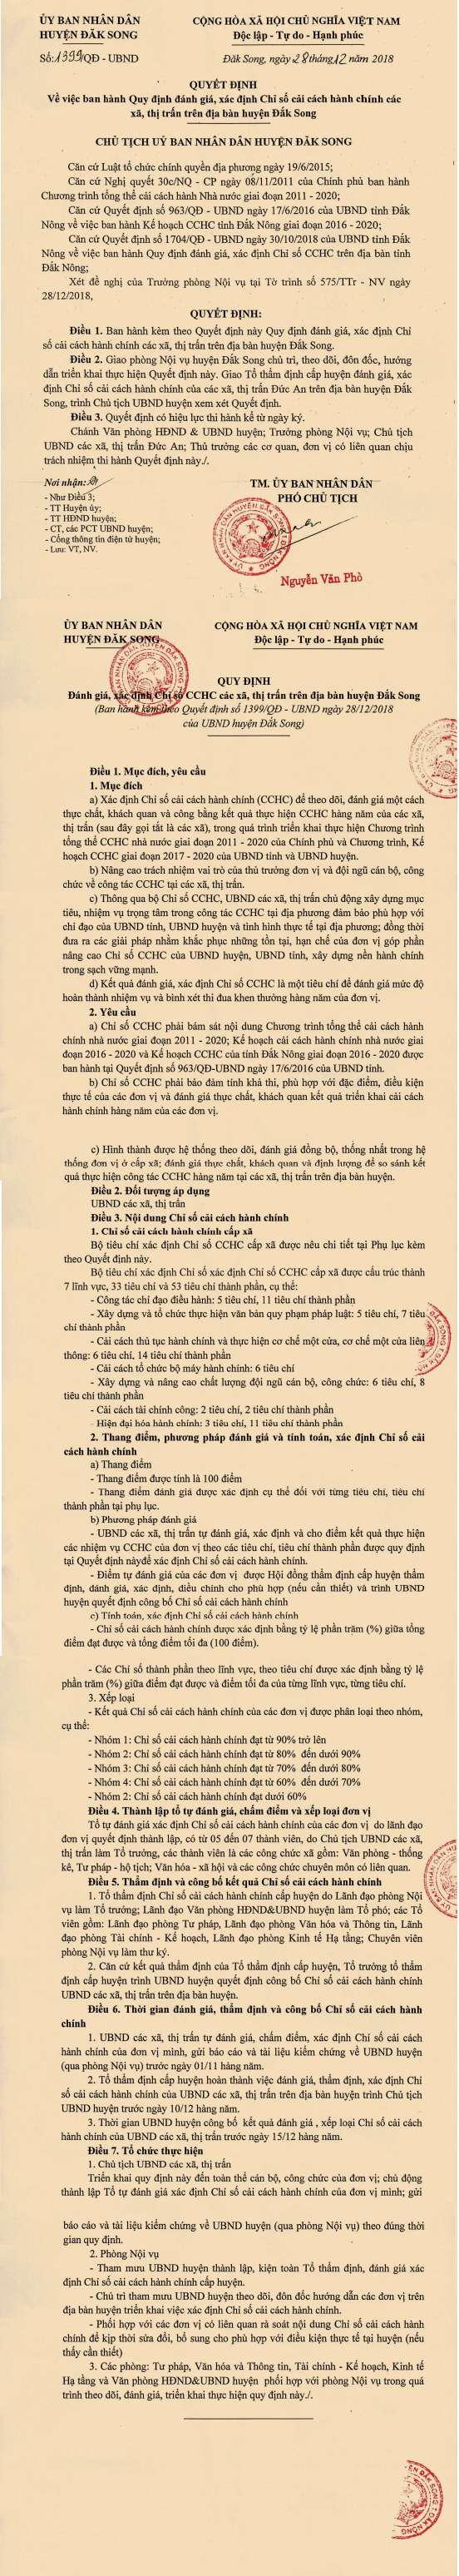 ỦY BAN NHÂN DÂN
HUYỆN ĐĂK SONG
CỘNG HÒA XÃ HỘI CHỦ NGHĨA VIỆT NAM
Độc lập - Tự do - Hạnh phúc
Số:1399/QĐ - UBND
Đăk Song, ngày 28 tháng 12 năm 2018
QUYẾT ĐỊNH
Về việc ban hành Quy định đánh giá, xác định Chỉ số cải cách hành chính các
xã, thị trấn trên địa bàn huyện Đắk Song
CHỦ TỊCH UỶ BAN NHÂN DÂN HUYỆN ĐĂK SONG
Căn cứ Luật tổ chức chính quyền địa phương ngày 19/6/2015;
Căn cứ Nghị quyết 30c/NQ - CP ngày 08/11/2011 của Chính phủ ban hành
Chương trình tổng thể cải cách hành chính Nhà nước giai đoạn 2011 - 2020;
Căn cứ Quyết định số 963/QĐ - UBND ngày 17/6/2016 của UBND tỉnh Đắk
Nông về việc ban hành Kế hoạch CCHC tỉnh Đắk Nông giai đoạn 2016 - 2020;
Căn cứ Quyết định số 1704/QĐ - UBND ngày 30/10/2018 của UBND tỉnh Đắk
Nông về việc ban hành Quy định đánh giá, xác định Chỉ số CCHC trên địa bàn tỉnh
Đắk Nông;
Xét đề nghị của Trưởng phòng Nội vụ tại Tờ trình số 575/TTr - NV ngày
28/12/2018,
QUYẾT ĐỊNH:
Điều 1. Ban hành kèm theo Quyết định này Quy định đánh giá, xác định Chỉ
số cải cách hành chính các xã, thị trấn trên địa bàn huyện Đắk Song.
Điều 2. Giao phòng Nội vụ huyện Đắk Song chủ trì, theo dõi, đôn đốc, hướng
dẫn triển khai thực hiện Quyết định này. Giao Tổ thẩm định cấp huyện đánh giá, xác
định Chỉ số cải cách hành chính của các xã, thị trấn Đức An trên địa bàn huyện Đắk
Song, trình Chủ tịch UBND huyện xem xét Quyết định.
Điều 3. Quyết định có hiệu lực thi hành kể từ ngày ký.
Chánh Văn phòng HĐND & UBND huyện; Trưởng phòng Nội vụ; Chủ tịch
UBND các xã, thị trấn Đức An; Thủ trưởng các cơ quan, đơn vị có liên quan chịu
trách nhiệm thi hành Quyết định này./.
Nơi nhận:
- Như Điều 3;
- TT Huyện ủy;
- TT HĐND huyện;
- CT, các PCT UBND huyện;
- Cổng thông tin điện tử huyện;
- Lưu: VT, NV.
TM. ỦY BAN NHÂN DÂN
PHÓ CHỦ TỊCH
Nguyễn Văn Phò
ỦY BAN NHÂN DÂN
HUYỆN ĐĂK SONG
CỘNG HÒA XÃ HỘI CHỦ NGHĨA VIỆT NAM
Độc lập - Tự do - Hạnh phúc
QUY ĐỊNH
Đánh giá, xác định Chỉ số CCHC các xã, thị trấn trên địa bàn huyện Đắk Song
(Ban hành kèm theo Quyết định số 1399/QĐ - UBND ngày 28/12/2018
của UBND huyện Đắk Song)
Điều 1. Mục đích, yêu cầu
1. Mục đích
a) Xác định Chỉ số cải cách hành chính (CCHC) để theo dõi, đánh giá một cách
thực chất, khách quan và công bằng kết quả thực hiện CCHC hàng năm của các xã,
thị trấn (sau đây gọi tắt là các xã), trong quá trình triển khai thực hiện Chương trình
tổng thể CCHC nhà nước giai đoạn 2011 - 2020 của Chính phủ và Chương trình, Kế
hoạch CCHC giai đoạn 2017 - 2020 của UBND tỉnh và UBND huyện.
b) Nâng cao trách nhiệm vai trò của thủ trưởng đơn vị và đội ngũ cán bộ, công
chức về công tác CCHC tại các xã, thị trấn.
c) Thông qua bộ Chỉ số CCHC, UBND các xã, thị trấn chủ động xây dựng mục
tiêu, nhiệm vụ trọng tâm trong công tác CCHC tại địa phương đảm bảo phù hợp với
chỉ đạo của UBND tỉnh, UBND huyện và tình hình thực tế tại địa phương; đồng thời
đưa ra các giải pháp nhằm khắc phục những tồn tại, hạn chế của đơn vị góp phần
nâng cao Chỉ số CCHC của UBND huyện, UBND tỉnh, xây dựng nền hành chính
trong sạch vững mạnh.
d) Kết quả đánh giá, xác định Chỉ số CCHC là một tiêu chí để đánh giá mức độ
hoàn thành nhiệm vụ và bình xét thi đua khen thưởng hàng năm của đơn vị.
2. Yêu cầu
a) Chỉ số CCHC phải bám sát nội dung Chương trình tổng thể cải cách hành
chính nhà nước giai đoạn 2011 - 2020; Kế hoạch cải cách hành chính nhà nước giai
đoạn 2016 - 2020 và Kế hoạch CCHC của tỉnh Đắk Nông giai đoạn 2016 - 2020 được
ban hành tại Quyết định số 963/QĐ-UBND ngày 17/6/2016 của UBND tỉnh.
b) Chỉ số CCHC phải bảo đảm tính khả thi, phù hợp với đặc điểm, điều kiện
thực tế của các đơn vị và đánh giá thực chất, khách quan kết quả triển khai cải cách
hành chính hàng năm của các đơn vị.
c) Hình thành được hệ thống theo dõi, đánh giá đồng bộ, thống nhất trong hệ
thống đơn vị ở cấp xã; đánh giá thực chất, khách quan và định lượng để so sánh kết
quả thực hiện công tác CCHC hàng năm tại các xã, thị trấn trên địa bàn huyện.
Điều 2. Đối tượng áp dụng
UBND các xã, thị trấn
Điều 3. Nội dung Chỉ số cải cách hành chính
1. Chỉ số cải cách hành chính cấp xã
Bộ tiêu chí xác định Chỉ số CCHC cấp xã được nêu chi tiết tại Phụ lục kèm
theo Quyết định này.
Bộ tiêu chí xác định Chỉ số xác định Chỉ số CCHC cấp xã được cấu trúc thành
7 lĩnh vực, 33 tiêu chí và 53 tiêu chí thành phần, cụ thể:
- Công tác chỉ đạo điều hành: 5 tiêu chí, 11 tiêu chí thành phần
- Xây dựng và tổ chức thực hiện văn bản quy phạm pháp luật: 5 tiêu chí, 7 tiêu
chí thành phần
- Cải cách thủ tục hành chính và thực hiện cơ chế một cửa, cơ chế một cửa liên
thông: 6 tiêu chí, 14 tiêu chí thành phần
- Cải cách tổ chức bộ máy hành chính: 6 tiêu chí
- Xây dựng và nâng cao chất lượng đội ngũ cán bộ, công chức: 6 tiêu chí, 8
tiêu chí thành phần
- Cải cách tài chính công: 2 tiêu chí, 2 tiêu chí thành phần
- Hiện đại hóa hành chính: 3 tiêu chí, 11 tiêu chí thành phần
2. Thang điểm, phương pháp đánh giá và tính toán, xác định Chỉ số cải
cách hành chính
a) Thang điểm
- Thang điểm được tính là 100 điểm
- Thang điểm đánh giá được xác định cụ thể đối với từng tiêu chí, tiêu chí
thành phần tại phụ lục.
b) Phương pháp đánh giá
- UBND các xã, thị trấn tự đánh giá, xác định và cho điểm kết quả thực hiện
các nhiệm vụ CCHC của đơn vị theo các tiêu chí, tiêu chí thành phần được quy định
tại Quyết định nàyđể xác định Chỉ số cải cách hành chính.
- Điểm tự đánh giá của các đơn vị được Hội đồng thẩm định cấp huyện thẩm
định, đánh giá, xác định, điều chỉnh cho phù hợp (nếu cần thiết) và trình UBND
huyện quyết định công bố Chỉ số cải cách hành chính
c) Tính toán, xác định Chỉ số cải cách hành chính
- Chỉ số cải cách hành chính được xác định bằng tỷ lệ phần trăm (%) giữa tổng
điểm đạt được và tổng điểm tối đa (100 điểm).
- Các Chỉ số thành phần theo lĩnh vực, theo tiêu chí được xác định bằng tỷ lệ
phần trăm (%) giữa điểm đạt được và điểm tối đa của từng lĩnh vực, từng tiêu chí.
3. Xếp loại
- Kết quả Chỉ số cải cách hành chính của các đơn vị được phân loại theo nhóm,
cụ thể:
- Nhóm 1: Chỉ số cải cách hành chính đạt từ 90% trở lên
- Nhóm 2: Chỉ số cải cách hành chính đạt từ 80% đến dưới 90%
- Nhóm 3: Chỉ số cải cách hành chính đạt từ 70% đến dưới 80%
- Nhóm 4: Chỉ số cải cách hành chính đạt từ 60% đến dưới 70%
- Nhóm 2: Chỉ số cải cách hành chính đạt dưới 60%
Điều 4. Thành lập tổ tự đánh giá, chấm điểm và xếp loại đơn vị
Tổ tự đánh giá xác định Chỉ số cải cách hành chính của các đơn vị do lãnh đạo
đơn vị quyết định thành lập, có từ 05 đến 07 thành viên, do Chủ tịch UBND các xã,
thị trấn làm Tổ trưởng, các thành viên là các công chức xã gồm: Văn phòng - thống
kê, Tư pháp - hộ tịch; Văn hóa - xã hội và các công chức chuyên môn có liên quan.
Điều 5. Thẩm định và công bố kết quả Chỉ số cải cách hành chính
1. Tổ thẩm định Chỉ số cải cách hành chính cấp huyện do Lãnh đạo phòng Nội
vụ làm Tổ trưởng; Lãnh đạo Văn phòng HĐND&UBND huyện làm Tổ phó; các Tổ
viên gồm: Lãnh đạo phòng Tư Pháp, Lãnh đạo phòng Văn hóa và Thông tin, Lãnh
đạo phòng Tài chính - Kế hoạch, Lãnh đạo phòng Kinh tế Hạ tầng; Chuyên viên
phòng Nội vụ làm thư ký.
2. Căn cứ kết quả thẩm định của Tổ thẩm định cấp huyện, Tổ trưởng tổ thẩm
định cấp huyện trình UBND huyện quyết định công bố Chỉ số cải cách hành chính
UBND các xã, thị trấn trên địa bàn huyện.
Điều 6. Thời gian đánh giá, thẩm định và công bố Chỉ số cải cách hành
chính
1. UBND các xã, thị trấn tự đánh giá, chấm điểm, xác định Chỉ số cải cách
hành chính của đơn vị mình, gửi báo cáo và tài liệu kiểm chứng về UBND huyện
(qua phòng Nội vụ) trước ngày 01/11 hàng năm.
2. Tổ thẩm định cấp huyện hoàn thành việc đánh giá, thẩm định, xác định Chỉ
số cải cách hành chính của UBND các xã, thị trấn trên địa bàn huyện trình Chủ tịch
UBND huyện trước ngày 10/12 hàng năm.
3. Thời gian UBND huyện công bố kết quả đánh giá , xếp loại Chỉ số cải cách
hành chính của UBND các xã, thị trấn trước ngày 15/12 hàng năm.
Điều 7. Tổ chức thực hiện
1. Chủ tịch UBND các xã, thị trấn
Triển khai quy định này đến toàn thể cán bộ, công chức của đơn vị; chủ động
thành lập Tổ tự đánh giá xác định Chỉ số cải cách hành chính của đơn vị mình; gửi
báo cáo và tài liệu kiểm chứng về UBND huyện (qua phòng Nội vụ) theo đúng thời
gian quy định.
2. Phòng Nội vụ
- Tham mưu UBND huyện thành lập, kiện toàn Tổ thẩm định, đánh giá xác
định Chỉ số cải cách hành chính cấp huyện.
- Chủ trì tham mưu UBND huyện theo dõi, đôn đốc hướng dẫn các đơn vị trên
địa bàn huyện triển khai việc xác định Chỉ số cải cách hành chính.
- Phối hợp với các đơn vị có liên quan rà soát nội dung Chỉ số cải cách hành
chính để kịp thời sửa đổi, bổ sung cho phù hợp với điều kiện thực tế tại huyện (nếu
thấy cần thiết)
3. Các phòng: Tư pháp, Văn hóa và Thông tin, Tài chính - Kế hoạch, Kinh tế
Hạ tầng và Văn phòng HĐND&UBND huyện phối hợp với phòng Nội vụ trong quá
trình theo dõi, đánh giá, triển khai thực hiện quy định này./.